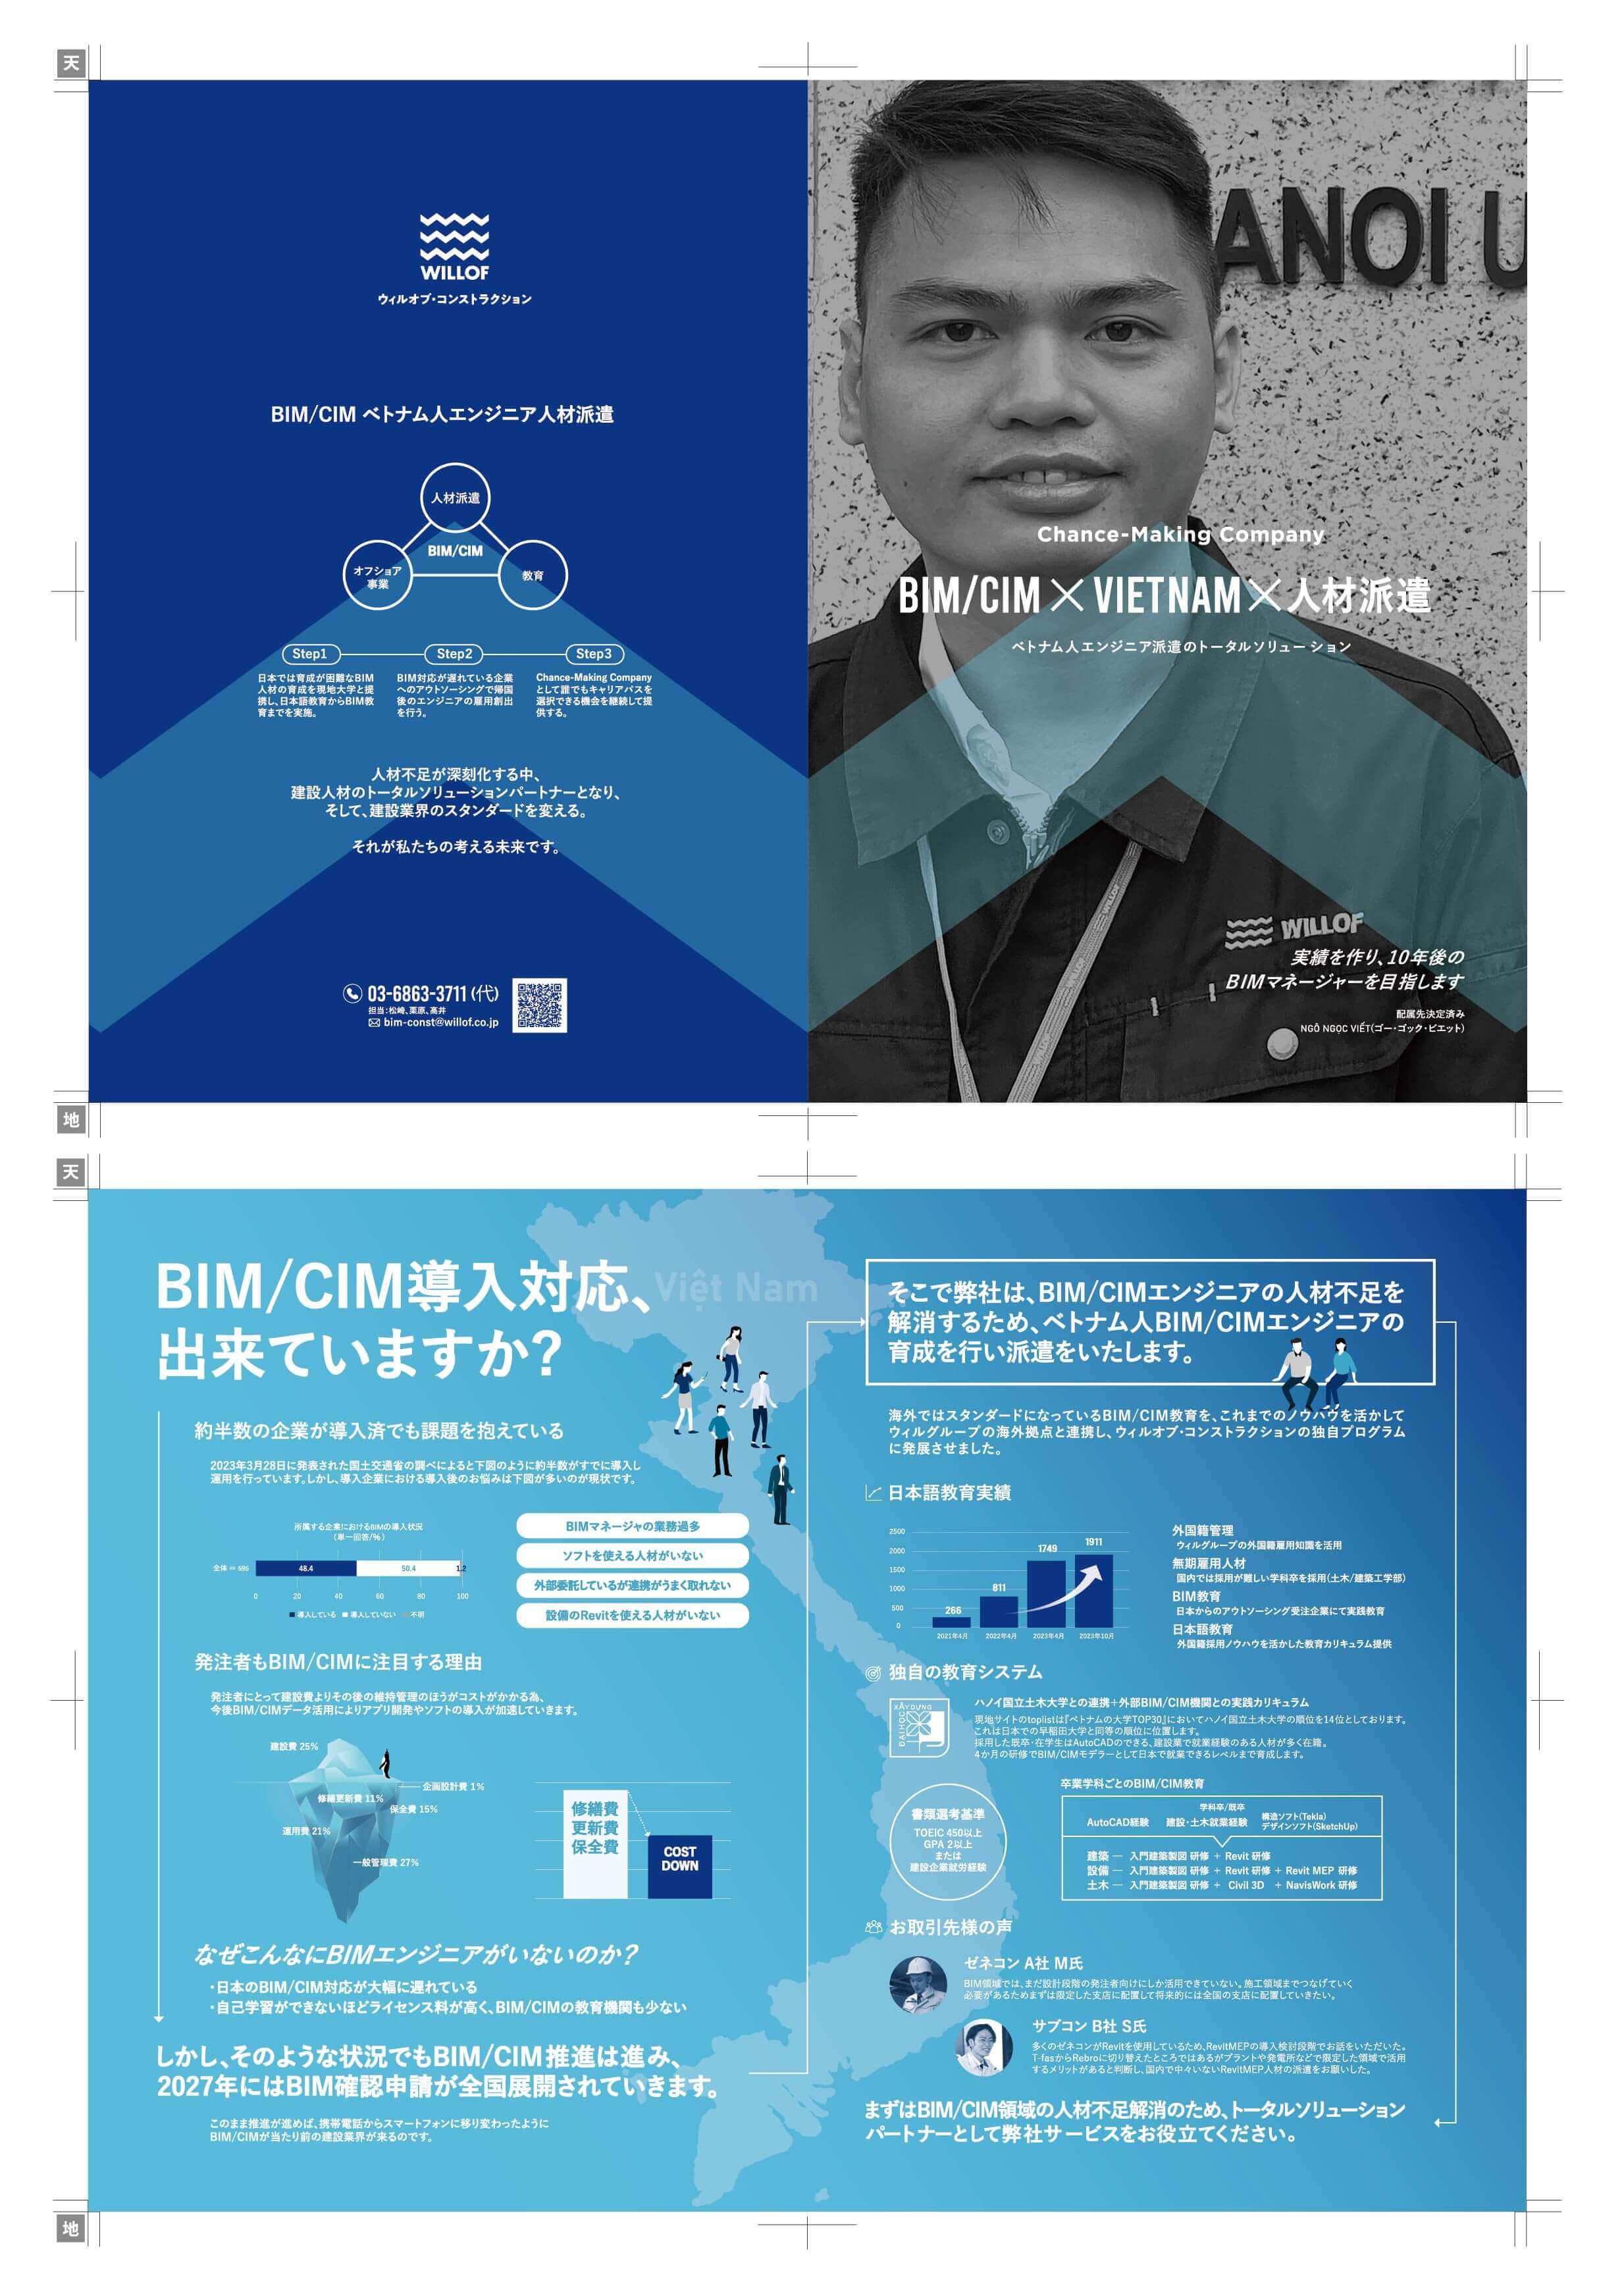 天
WILLOF
ウィルオブ・コンストラクション
BIM/CIM ベトナム人エンジニア人材派遣
人材派遣
BIM/CIM
オフショア
事業
教育
Step1
Step2
Step3
日本では育成が困難なBIM
人材の育成を現地大学と提
携し、日本語教育からBIM教
育までを実施。
BIM対応が遅れている企業
へのアウトソーシングで帰国
後のエンジニアの雇用創出
を行う。
Chance-Making Company
として誰でもキャリアパスを
選択できる機会を継続して提
供する。
人材不足が深刻化する中、
建設人材のトータルソリューションパートナーとなり、
そして、建設業界のスタンダードを変える。
それが私たちの考える未来です。
03-6863-3711 (代)
担当:松崎、栗原、高井
bim-const@willof.co.jp
ANOI U
Chance-Making Company
BIM/CIM×VIETNAM×人材派遣
ベトナム人エンジニア派遣のトータルソリューション
WILLOF
実績を作り、10年後の
BIMマネージャーを目指します
配属先決定済み
NGÔ NGỌC VIẾT(ゴー・ゴック・ビエット)
地
天
BIM/CIM導入対応、
出来ていますか?
Việt Nam
約半数の企業が導入済でも課題を抱えている
2023年3月28日に発表された国土交通省の調べによると下図のように約半数がすでに導入し
運用を行っています。しかし、導入企業における導入後のお悩みは下図が多いのが現状です。
所属する企業におけるBIMの導入状況
(単一回答/%)
全体 = 596
48.4
50.4
1.2
0 20 40 60 80 100
導入している 導入していない 不明
BIMマネージャの業務過多
ソフトを使える人材がいない
外部委託しているが連携がうまく取れない
設備のRevitを使える人材がいない
発注者もBIM/CIMに注目する理由
発注者にとって建設費よりその後の維持管理のほうがコストがかかる為、
今後BIM/CIMデータ活用によりアプリ開発やソフトの導入が加速していきます。
建設費 25%
企画設計費 1%
修繕更新費 11%
保全費 15%
運用費 21%
一般管理費 27%
修繕費
更新費
保全費
COST
DOWN
なぜこんなにBIMエンジニアがいないのか?
・日本のBIM/CIM対応が大幅に遅れている
・自己学習ができないほどライセンス料が高く、BIM/CIMの教育機関も少ない
しかし、そのような状況でもBIM/CIM推進は進み、
2027年にはBIM確認申請が全国展開されていきます。
このまま推進が進めば、携帯電話からスマートフォンに移り変わったように
BIM/CIMが当たり前の建設業界が来るのです。
そこで弊社は、BIM/CIMエンジニアの人材不足を
解消するため、ベトナム人BIM/CIMエンジニアの
育成を行い派遣をいたします。
海外ではスタンダードになっているBIM/CIM教育を、これまでのノウハウを活かして
ウィルグループの海外拠点と連携し、ウィルオブ・コンストラクションの独自プログラム
に発展させました。
日本語教育実績
2500
2000
1500
1000
500
0
266
811
1749
1911
2021年4月 2022年4月 2023年4月 2023年10月
外国籍管理
ウィルグループの外国籍雇用知識を活用
無期雇用人材
国内では採用が難しい学科卒を採用(土木/建築工学部)
BIM教育
日本からのアウトソーシング受注企業にて実践教育
日本語教育
外国籍採用ノウハウを活かした教育カリキュラム提供
独自の教育システム
XÂY DỰNG
ĐẠI HỌC
ハノイ国立土木大学との連携+外部BIM/CIM機関との実践カリキュラム
現地サイトのtoplistは『ベトナムの大学TOP30』においてハノイ国立土木大学の順位を14位としております。
これは日本での早稲田大学と同等の順位に位置します。
採用した既卒・在学生はAutoCADのできる、建設業で就業経験のある人材が多く在籍。
4か月の研修でBIM/CIMモデラーとして日本で就業できるレベルまで育成します。
書類選考基準
TOEIC 450以上
GPA 2以上
または
建設企業就労経験
卒業学科ごとのBIM/CIM教育
学科卒/既卒
AutoCAD経験
建設・土木就業経験
構造ソフト(Tekla)
デザインソフト(SketchUp)
建築 ― 入門建築製図 研修 + Revit 研修
設備 ― 入門建築製図 研修 + Revit 研修 + Revit MEP 研修
土木 ― 入門建築製図 研修 + Civil 3D + NavisWork 研修
お取引先様の声
ゼネコン A社 M氏
BIM領域では、まだ設計段階の発注者向けにしか活用できていない。施工領域までつなげていく
必要があるためまずは限定した支店に配置して将来的には全国の支店に配置していきたい。
サブコン B社 S氏
多くのゼネコンがRevitを使用しているため、RevitMEPの導入検討段階でお話をいただいた。
T-fasからRebroに切り替えたところではあるがプラントや発電所などで限定した領域で活用
するメリットがあると判断し、国内で中々いないRevitMEP人材の派遣をお願いした。
まずはBIM/CIM領域の人材不足解消のため、トータルソリューション
パートナーとして弊社サービスをお役立てください。
地